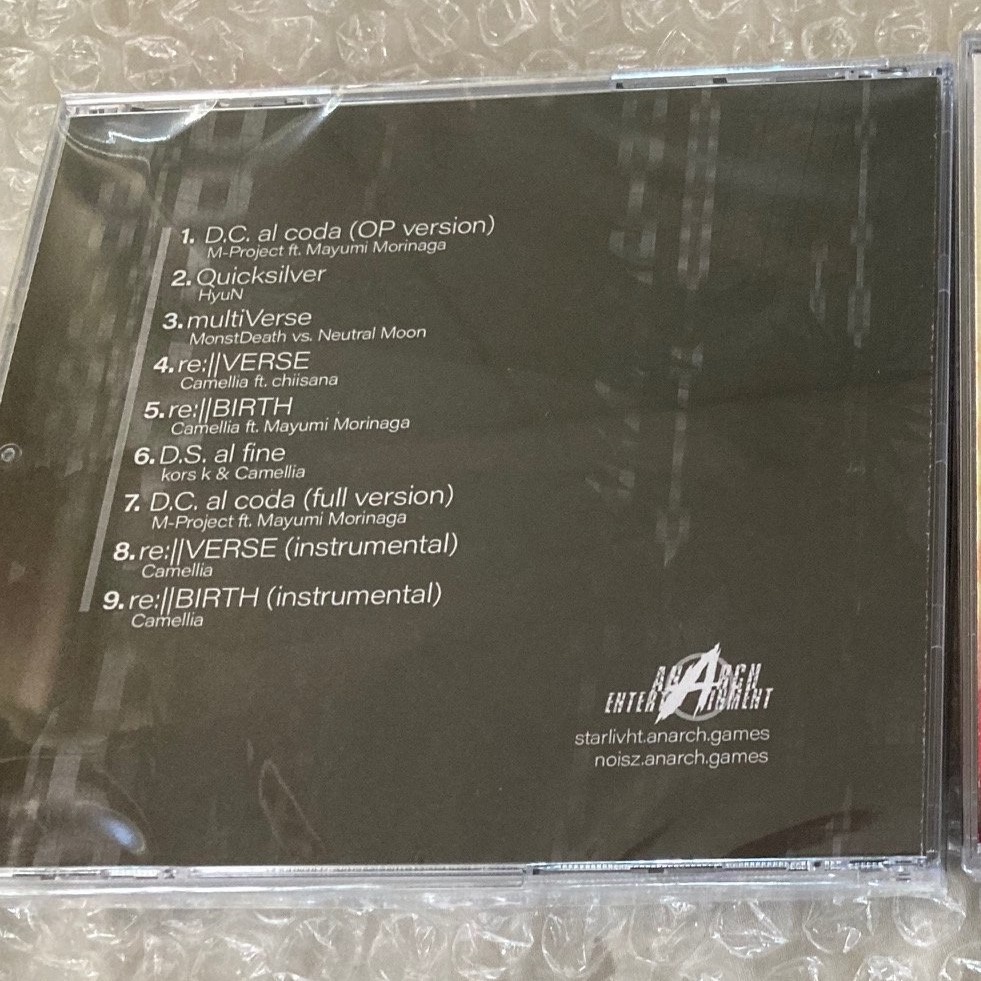 1. D.C. al coda (OP version)
M-Project ft. Mayumi Morinaga
2. Quicksilver
HyuN
3. multiVerse
MonstDeath vs. Neutral Moon
4. re:||VERSE
Camellia ft. chiisana
5. re:||BIRTH
Camellia ft. Mayumi Morinaga
6. D.S. al fine
kors k & Camellia
7. D.C. al coda (full version)
M-Project ft. Mayumi Morinaga
8. re:||VERSE (instrumental)
Camellia
9. re:||BIRTH (instrumental)
Camellia
ANARCH
ENTERTAINMENT
starlivht.anarch.games
noisz.anarch.games